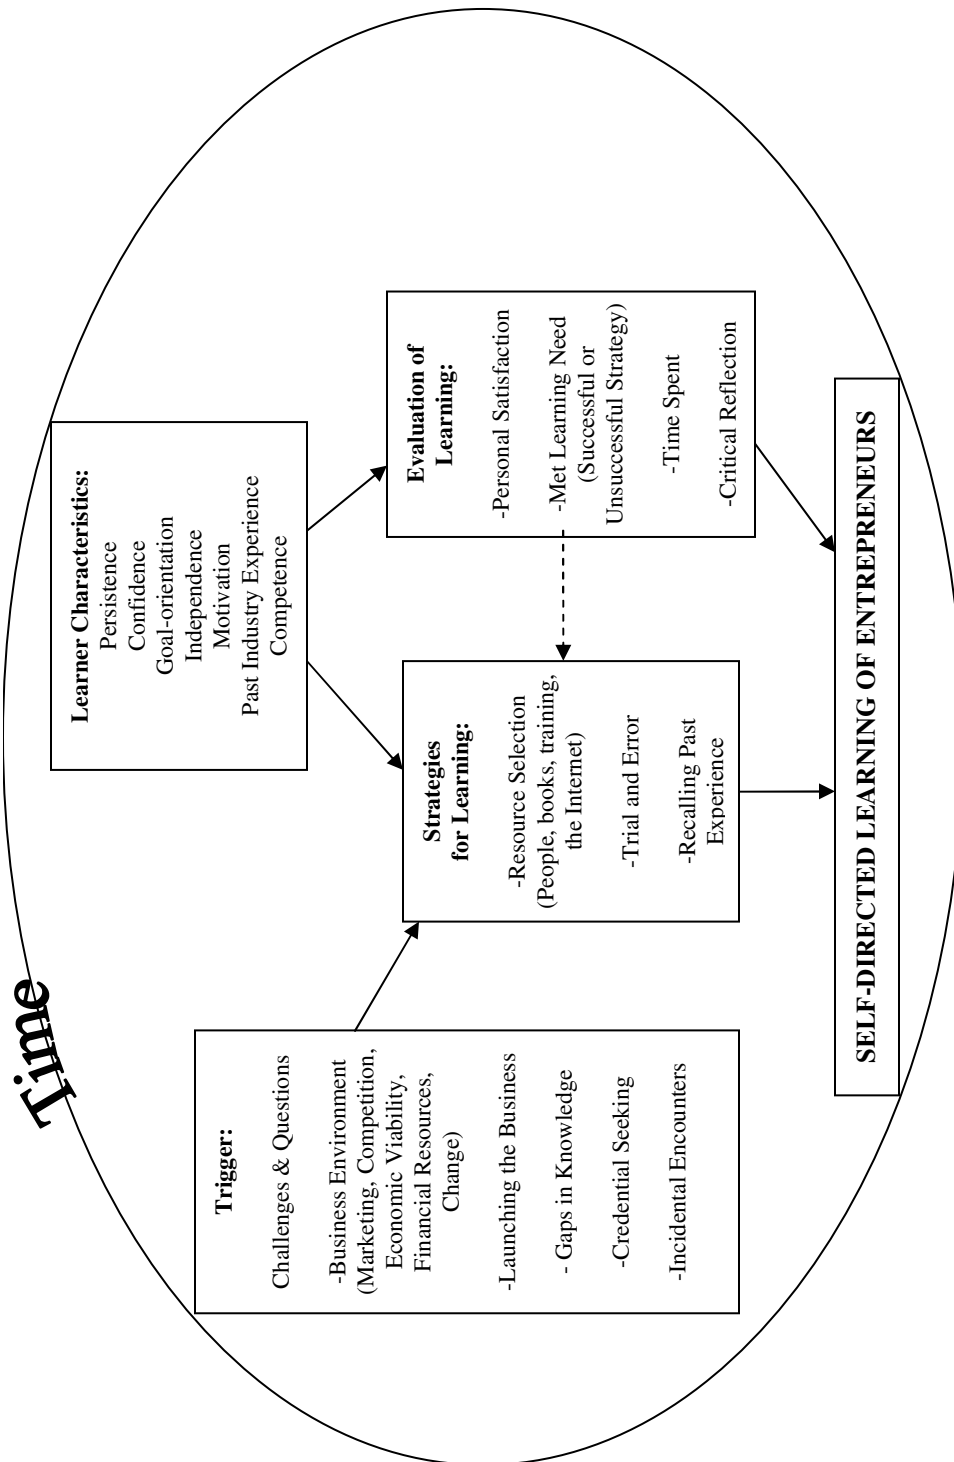 Time
Learner Characteristics:
Persistence
Confidence
Goal-orientation
Independence
Motivation
Past Industry Experience
Competence
Trigger:
Challenges & Questions
-Business Environment
(Marketing, Competition,
Economic Viability,
Financial Resources,
Change)
-Launching the Business
- Gaps in Knowledge
-Credential Seeking
-Incidental Encounters
Strategies
for Learning:
-Resource Selection
(People, books, training,
the Internet)
-Trial and Error
-Recalling Past
Experience
Evaluation of
Learning:
-Personal Satisfaction
-Met Learning Need
(Successful or
Unsuccessful Strategy)
-Time Spent
-Critical Reflection
SELF-DIRECTED LEARNING OF ENTREPRENEURS